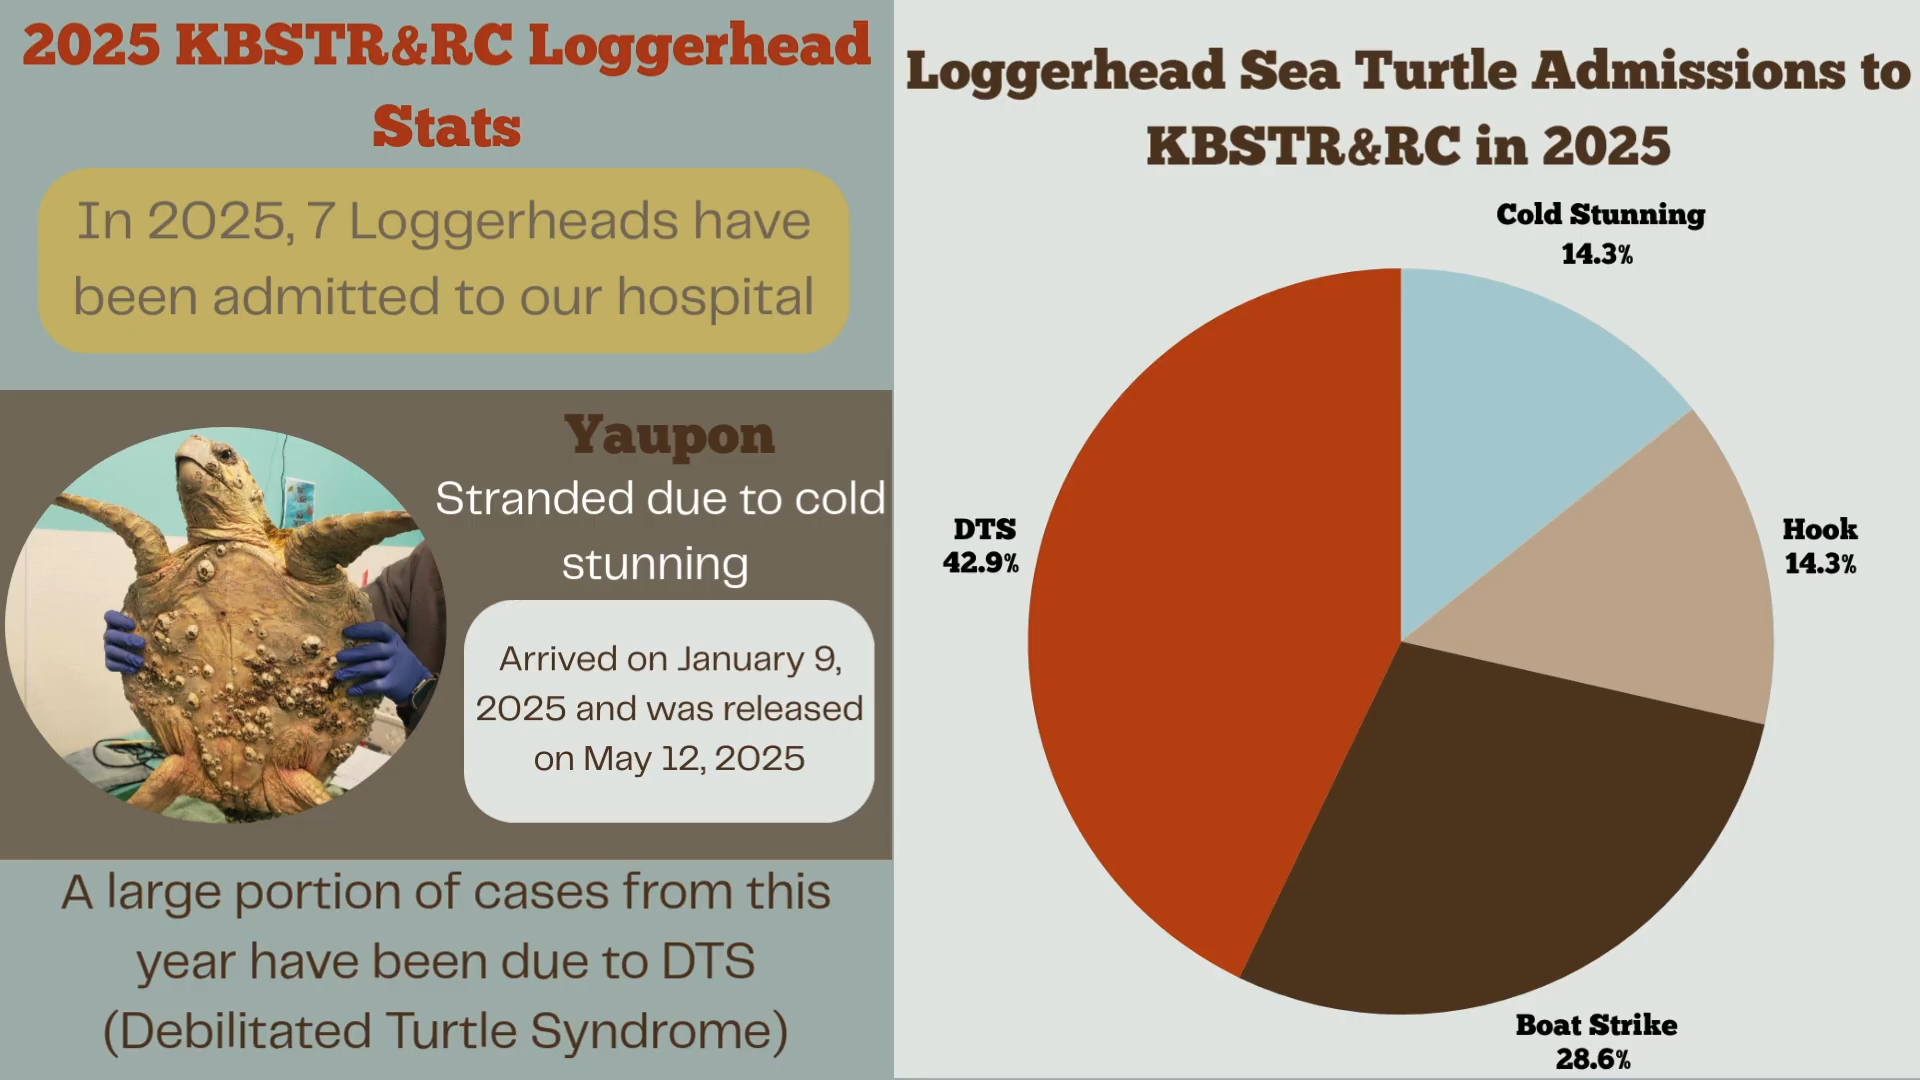 2025 KBSTR&RC Loggerhead
Stats
In 2025, 7 Loggerheads have
been admitted to our hospital
Yaupon
Stranded due to cold
stunning
Arrived on January 9,
2025 and was released
on May 12, 2025
A large portion of cases from this
year have been due to DTS
(Debilitated Turtle Syndrome)
Loggerhead Sea Turtle Admissions to
KBSTR&RC in 2025
Cold Stunning
14.3%
DTS
42.9%
Hook
14.3%
Boat Strike
28.6%